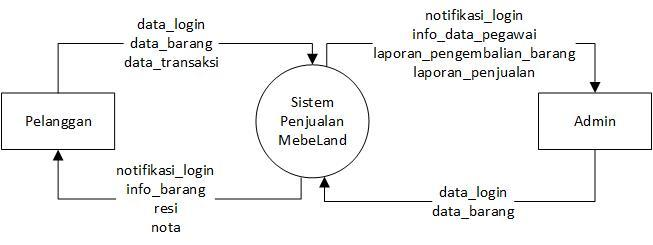 data_login
data_barang
data_transaksi
notifikasi_login
info_data_pegawai
laporan_pengembalian_barang
laporan_penjualan
Pelanggan
Sistem
Penjualan
MebeLand
Admin
notifikasi_login
info_barang
resi
nota
data_login
data_barang